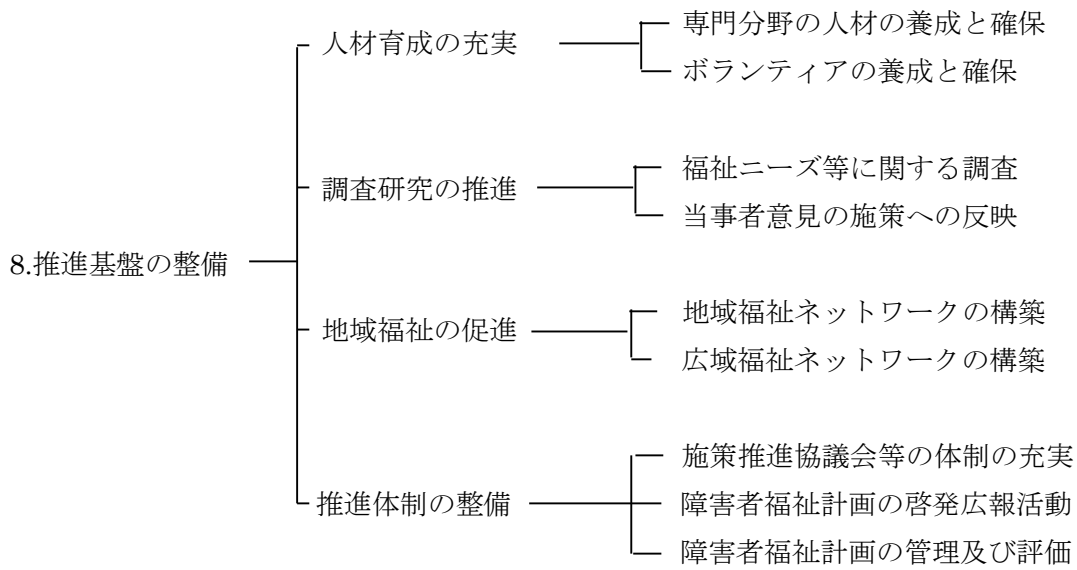 8.推進基盤の整備
人材育成の充実
専門分野の人材の養成と確保
ボランティアの養成と確保
調査研究の推進
福祉ニーズ等に関する調査
当事者意見の施策への反映
地域福祉の促進
地域福祉ネットワークの構築
広域福祉ネットワークの構築
推進体制の整備
施策推進協議会等の体制の充実
障害者福祉計画の啓発広報活動
障害者福祉計画の管理及び評価